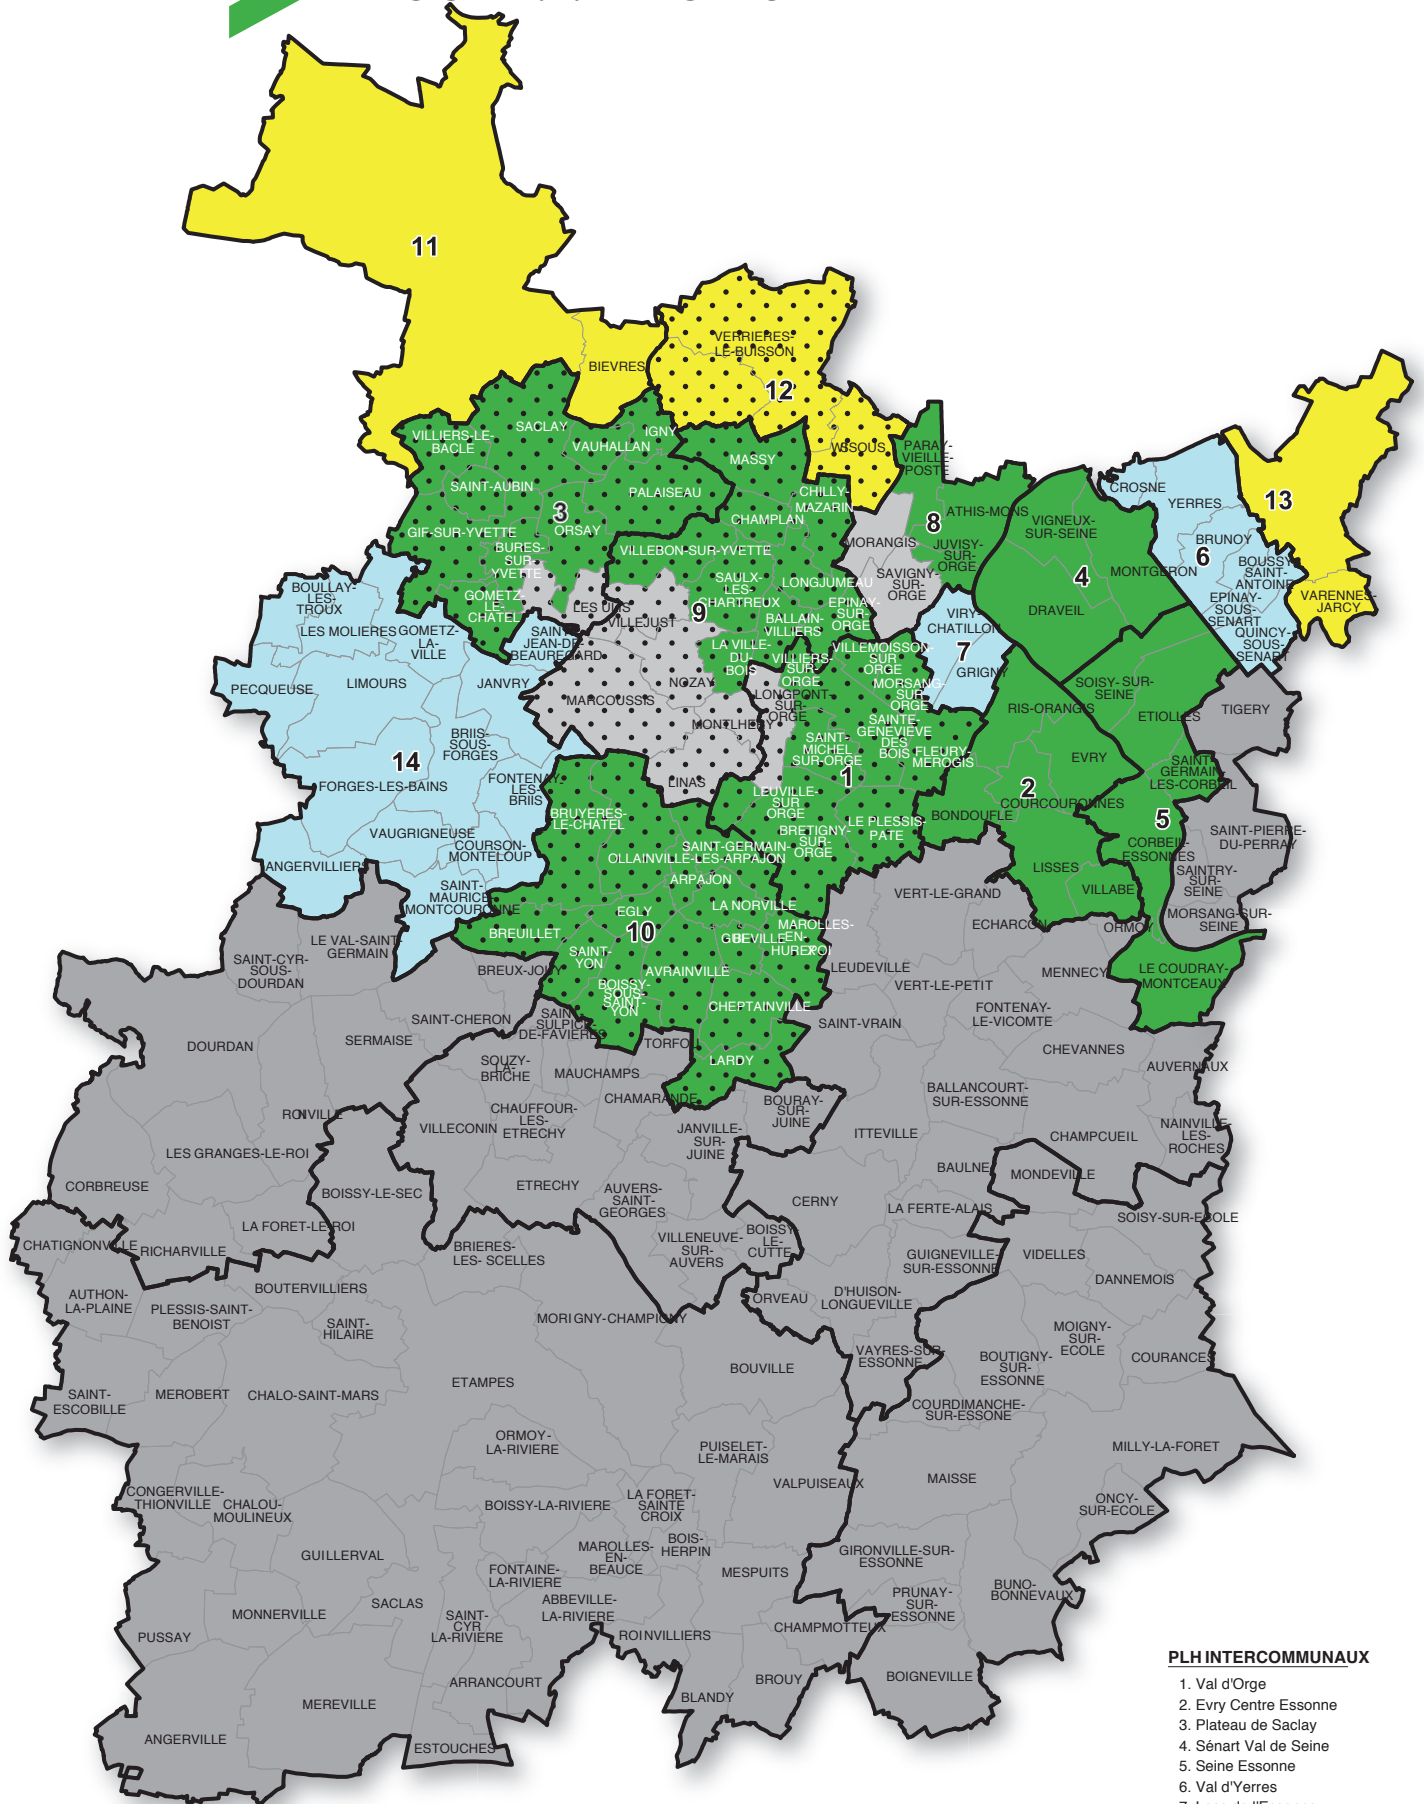 11
VERRIERES-
LE-BUISSON
BIEVRES
12
WISSOUS
VILLIERS-LE-
BACLE
SACLAY
VAUHALLAN
IGNY
MASSY
PARAY-
VIEILLE-
POSTE
CROSNE
YERRES
13
SAINT-AUBIN
PALAISEAU
CHILLY-
MAZARIN
3
ORSAY
CHAMPLAN
8
ATHIS-MONS
VIGNEUX-
SUR-SEINE
BRUNOY
6
GIF-SUR-YVETTE
BURES-
SUR-
YVETTE
VILLEBON-SUR-YVETTE
MORANGIS
JUVISY-
SUR-
ORGE
MONTGERON
BOUSSY-
SAINT-
ANTOINE
SAULX-
LES-
CHARTREUX
LONGJUMEAU
SAVIGNY-
SUR-
ORGE
4
DRAVEIL
EPINAY-
SOUS-
SENART
VARENNES-
JARCY
BOULLAY-
LES-
TROUX
GOMETZ-
LE-
CHATEL
LES ULIS
VILLEJUST
9
BALLAIN-
VILLIERS
EPINAY-
SUR-
ORGE
VIRY-
CHATILLON
7
GRIGNY
QUINCY-
SOUS-
SENART
LES MOLIERES
GOMETZ-
LA-
VILLE
SAINT-
JEAN-DE-
BEAUREGARD
LA VILLE-
DU-
BOIS
VILLIERS-
SUR-
ORGE
VILLEMOISSON-
SUR
ORGE
PECQUEUSE
LIMOURS
JANVRY
MARCOUSSIS
NOZAY
LONGPONT-
SUR-
ORGE
MORSANG-
SUR-
ORGE
SOISY-SUR-
SEINE
ETIOLLES
TIGERY
BRIIS-
SOUS-
FORGES
MONTLHERY
SAINTE-
GENEVIEVE
DES
BOIS
RIS-ORANGIS
14
FORGES-LES-BAINS
FONTENAY-
LES-
BRIIS
LINAS
SAINT-
MICHEL
SUR-ORGE
1
FLEURY-
MEROGIS
EVRY
SAINT-
GERMAIN-
LES-CORBEIL
2
COURCOURONNES
BONDOUFLE
5
VAUGRIGNEUSE
COURSON-
MONTELOUP
BRUYERES-
LE-CHATEL
LEUVILLE-
SUR
ORGE
BRETIGNY-
SUR-
ORGE
LE PLESSIS-
PATE
CORBEIL-
ESSONNES
SAINT-PIERRE-
DU-PERRAY
ANGERVILLIERS
OLLAINVILLE
SAINT-GERMAIN-
LES-ARPAJON
ARPAJON
LISSES
VILLABE
SAINTRY-
SUR-
SEINE
SAINT-
MAURICE
MONTCOURONNE
EGLY
LA NORVILLE
VERT-LE-GRAND
ECHARCON
ORMOY
MORSANG-SUR-
SEINE
BREUILLET
10
MAROLLES-
EN-
HUREPOIX
LE VAL-SAINT-
GERMAIN
SAINT-CYR-
SOUS-
DOURDAN
BREUX-JOUY
SAINT-
YON
AVRAINVILLE
LEUDEVILLE
VERT-LE-PETIT
MENNECY
LE COUDRAY-
MONTCEAUX
BOISSY-
SOUS-
SAINT-
YON
CHEPTAINVILLE
SAINT-CHERON
SAINT-
SULPICE-
DE-FAVIERES
SAINT-VRAIN
FONTENAY-
LE-VICOMTE
DOURDAN
SERMAISE
TORFOU
LARDY
CHEVANNES
AUVERNAUX
SOUZY-
LA-
BRICHE
MAUCHAMPS
CHAMARANDE
BOURAY-
SUR-
JUINE
BALLANCOURT-
SUR-ESSONNE
ROINVILLE
VILLECONIN
CHAUFFOUR-
LES-
ETRECHY
JANVILLE-
SUR-
JUINE
ITTEVILLE
CHAMPCUEIL
NAINVILLE-
LES-
ROCHES
LES GRANGES-LE-ROI
CORBREUSE
BOISSY-LE-SEC
ETRECHY
AUVERS-
SAINT-
GEORGES
CERNY
BAULNE
MONDEVILLE
LA FERTE-ALAIS
SOISY-SUR-ECOLE
CHATIGNONVILLE
RICHARVILLE
LA FORET-LE-ROI
BRIERES-
LES- SCELLES
VILLENEUVE-
SUR-
AUVERS
BOISSY-
LE-
CUTTE
GUIGNEVILLE-
SUR-ESSONNE
VIDELLES
DANNEMOIS
AUTHON-
LA-PLAINE
PLESSIS-SAINT-
BENOIST
BOUTERVILLIERS
SAINT-
HILAIRE
MORIGNY-CHAMPIGNY
ORVEAU
D'HUISON-
LONGUEVILLE
MOIGNY-
SUR-
ECOLE
COURANCES
BOUVILLE
VAYRES-SUR-
ESSONNE
BOUTIGNY-
SUR-
ESSONNE
SAINT-
ESCOBILLE
MEROBERT
CHALO-SAINT-MARS
ETAMPES
COURDIMANCHE-
SUR-ESSONE
ORMOY-
LA-RIVIERE
PUISELET-
LE-MARAIS
MILLY-LA-FORET
VALPUISEAUX
MAISSE
CONGERVILLE-
THIONVILLE
CHALOU-
MOULINEUX
BOISSY-LA-RIVIERE
LA FORET-
SAINTE
CROIX
ONCY-
SUR-ECOLE
GUILLERVAL
MAROLLES-
EN-
BEAUCE
BOIS-
HERPIN
GIRONVILLE-SUR-
ESSONNE
FONTAINE-
LA-RIVIERE
MESPUITS
BUNO-
BONNEVAUX
MONNERVILLE
SACLAS
SAINT-
CYR
LA-RIVIERE
ABBEVILLE-
LA-RIVIERE
PRUNAY-
SUR-
ESSONNE
PUSSAY
ROINVILLIERS
CHAMPMOTTEUX
ARRANCOURT
BROUY
BOIGNEVILLE
MEREVILLE
BLANDY
ANGERVILLE
ESTOUCHES
PLH INTERCOMMUNAUX
1. Val d'Orge
2. Evry Centre Essonne
3. Plateau de Saclay
4. Sénart Val de Seine
5. Seine Essonne
6. Val d'Yerres